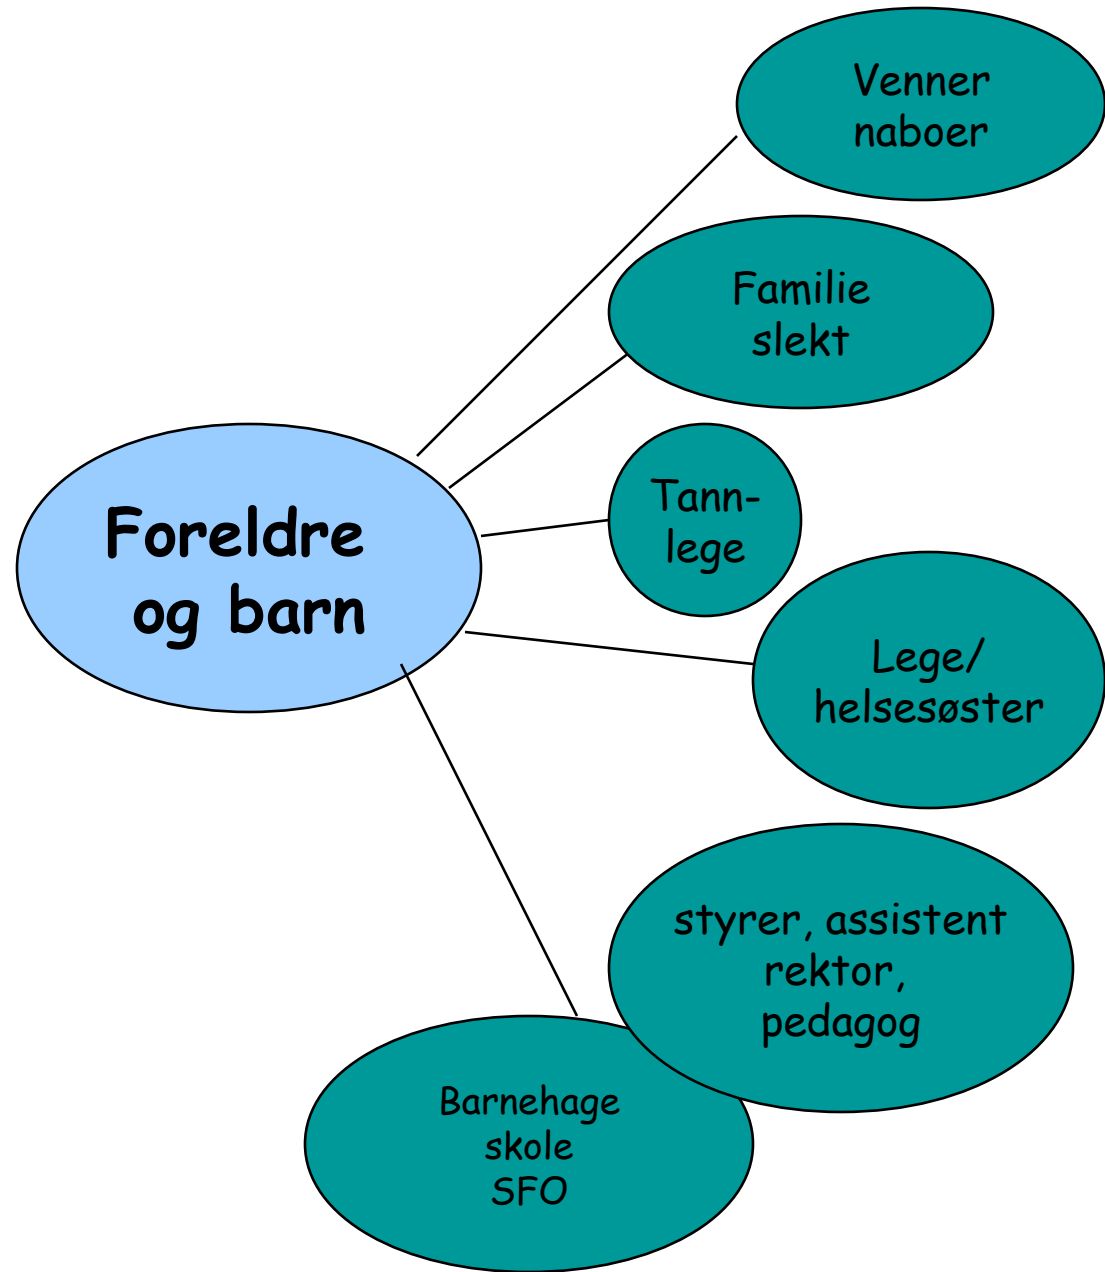 Venner
naboer
Familie
slekt
Foreldre
og barn
Tann-
lege
Lege/
helsesøster
styrer, assistent
rektor,
pedagog
Barnehage
skole
SFO